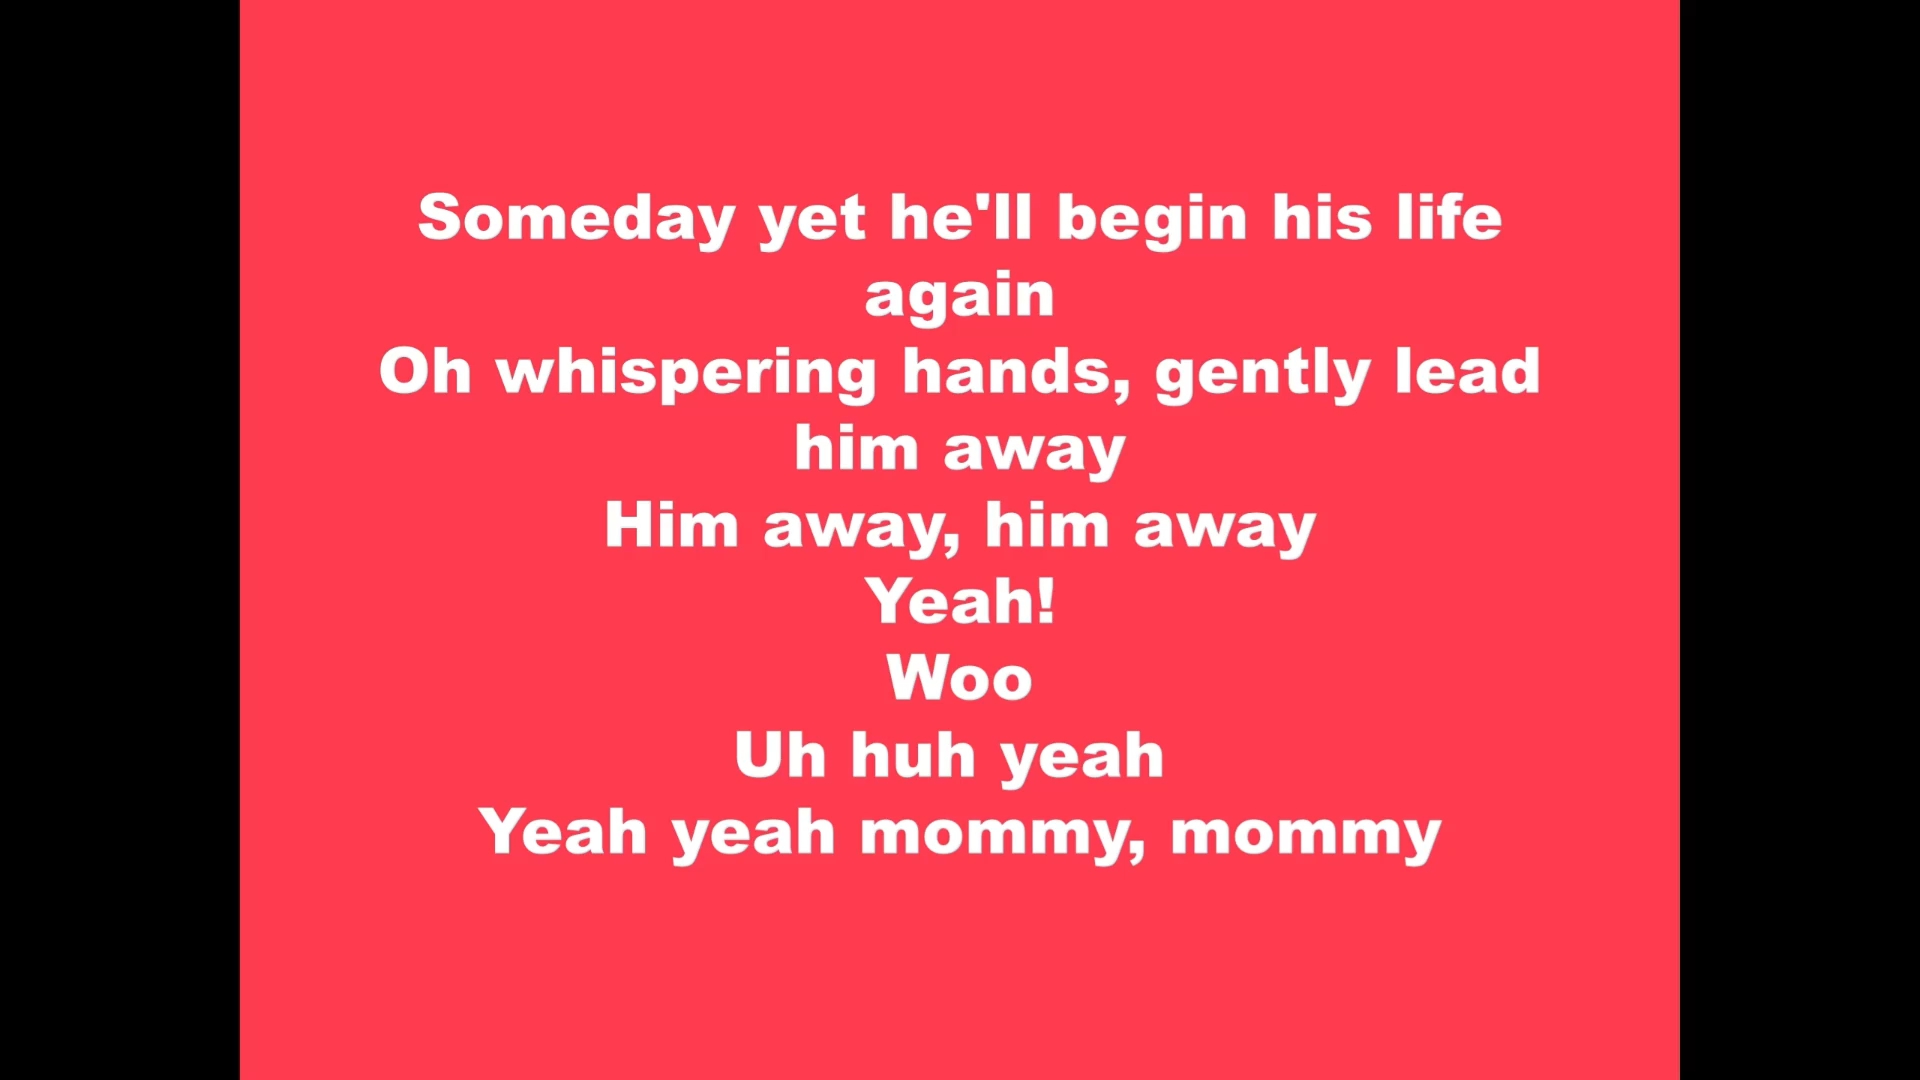 Someday yet he'll begin his life
again
Oh whispering hands, gently lead
him away
Him away, him away
Yeah!
Woo
Uh huh yeah
Yeah yeah mommy, mommy